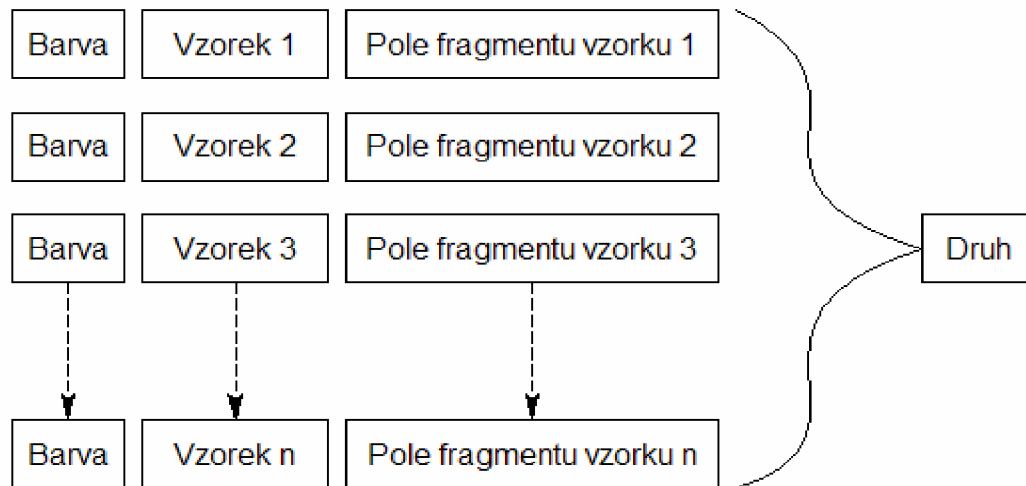 Barva Vzorek 1 Pole fragmentu vzorku 1
Barva Vzorek 2 Pole fragmentu vzorku 2
Barva Vzorek 3 Pole fragmentu vzorku 3
Druh
Barva Vzorek n Pole fragmentu vzorku n